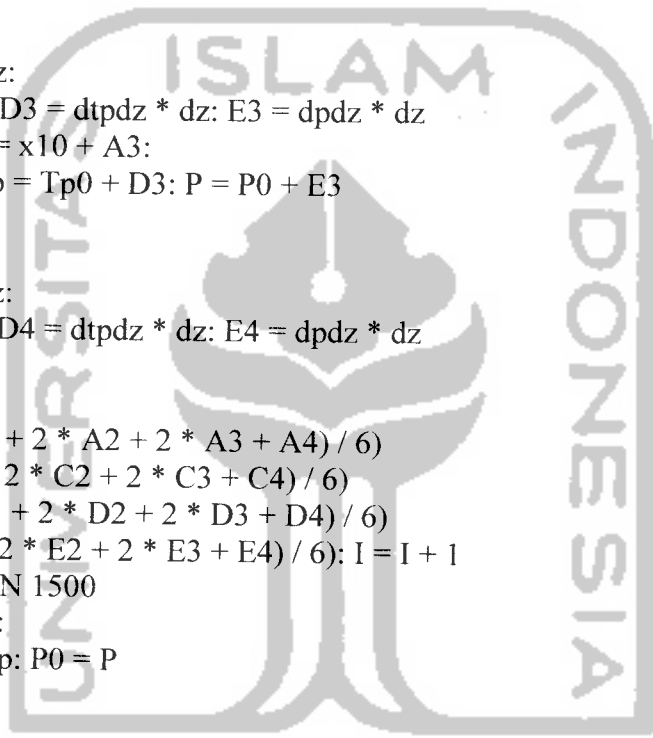 ISLAM
z:
D3 = dtpdz * dz: E3 = dpdz * dz
= x10 + A3:
= Tp0 + D3: P = P0 + E3
z:
D4 = dtpdz * dz: E4 = dpdz * dz
+ 2 * A2 + 2 * A3 + A4) / 6)
2 * C2 + 2 * C3 + C4) / 6)
+ 2 * D2 + 2 * D3 + D4) / 6)
2 * E2 + 2 * E3 + E4) / 6): I = I + 1
N 1500
:
p: P0 = P
UNIVERSITAS
INDONESIA